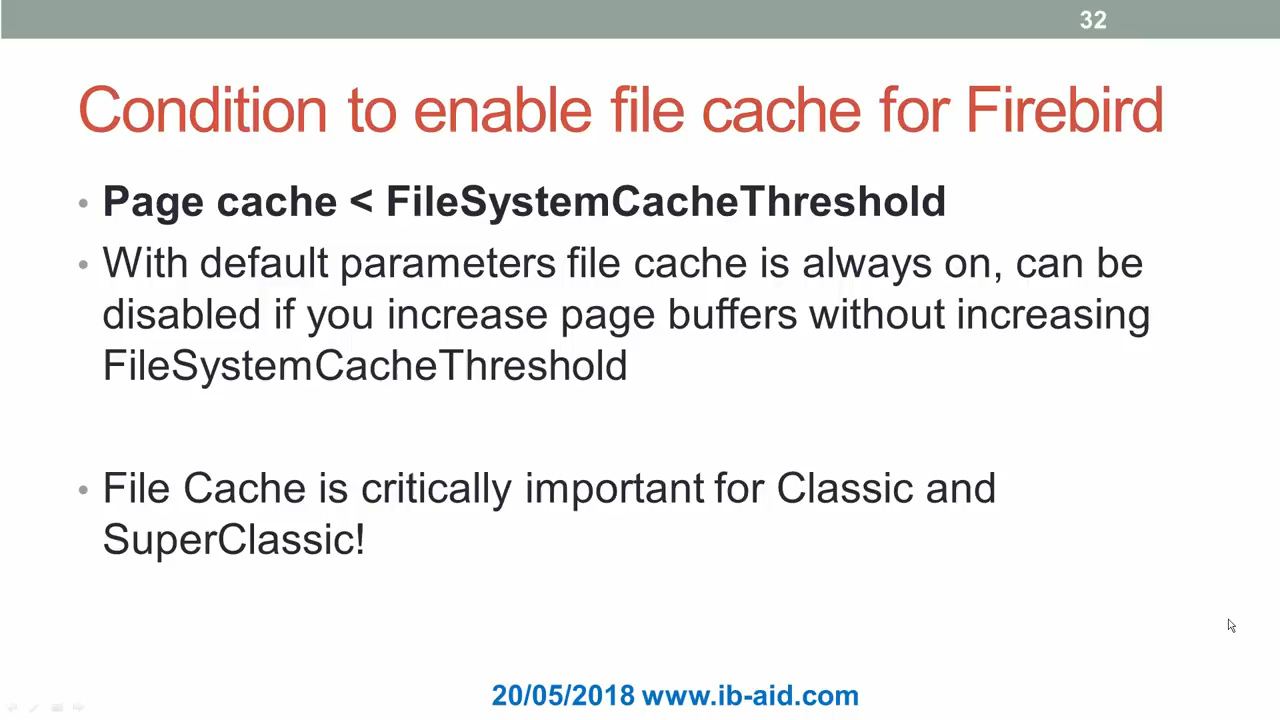 32
Condition to enable file cache for Firebird
• Page cache < FileSystemCacheThreshold
• With default parameters file cache is always on, can be
disabled if you increase page buffers without increasing
FileSystemCacheThreshold
• File Cache is critically important for Classic and
SuperClassic!
20/05/2018 www.ib-aid.com